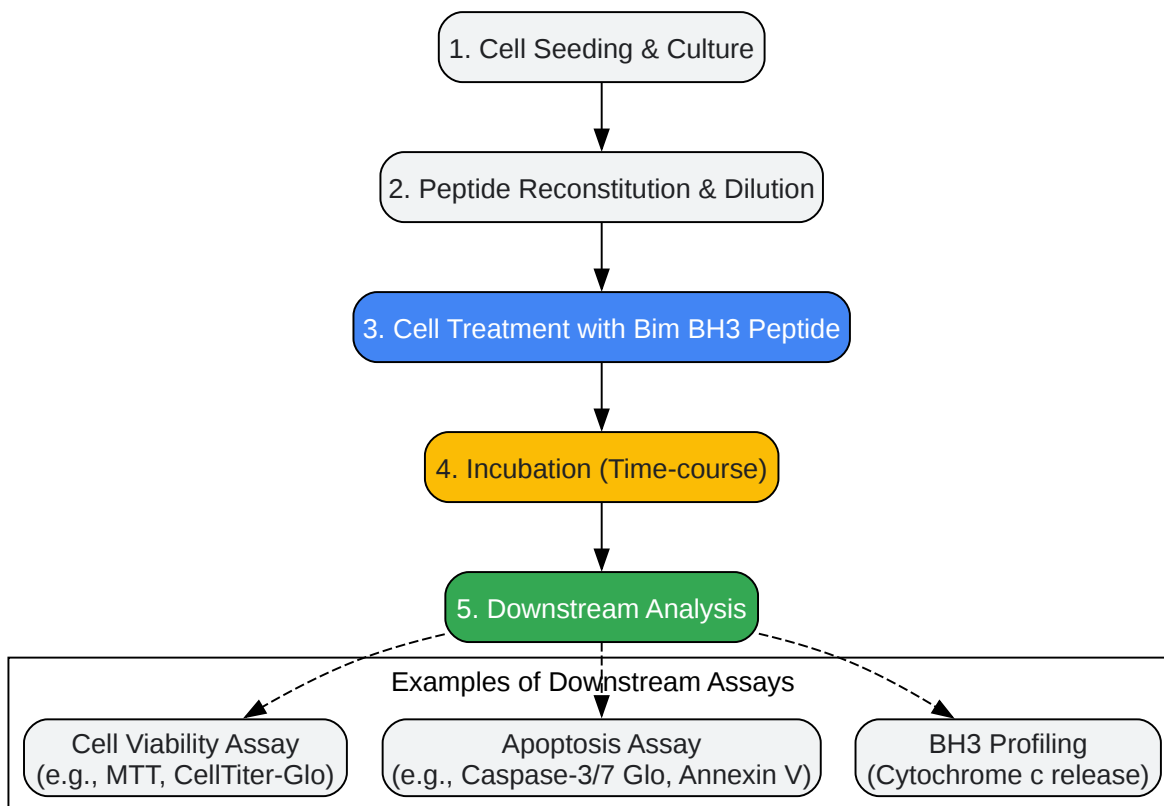 1. Cell Seeding & Culture
2. Peptide Reconstitution & Dilution
3. Cell Treatment with Bim BH3 Peptide
4. Incubation (Time-course)
5. Downstream Analysis
Examples of Downstream Assays
Cell Viability Assay
(e.g., MTT, CellTiter-Glo)
Apoptosis Assay
(e.g., Caspase-3/7 Glo, Annexin V)
BH3 Profiling
(Cytochrome c release)